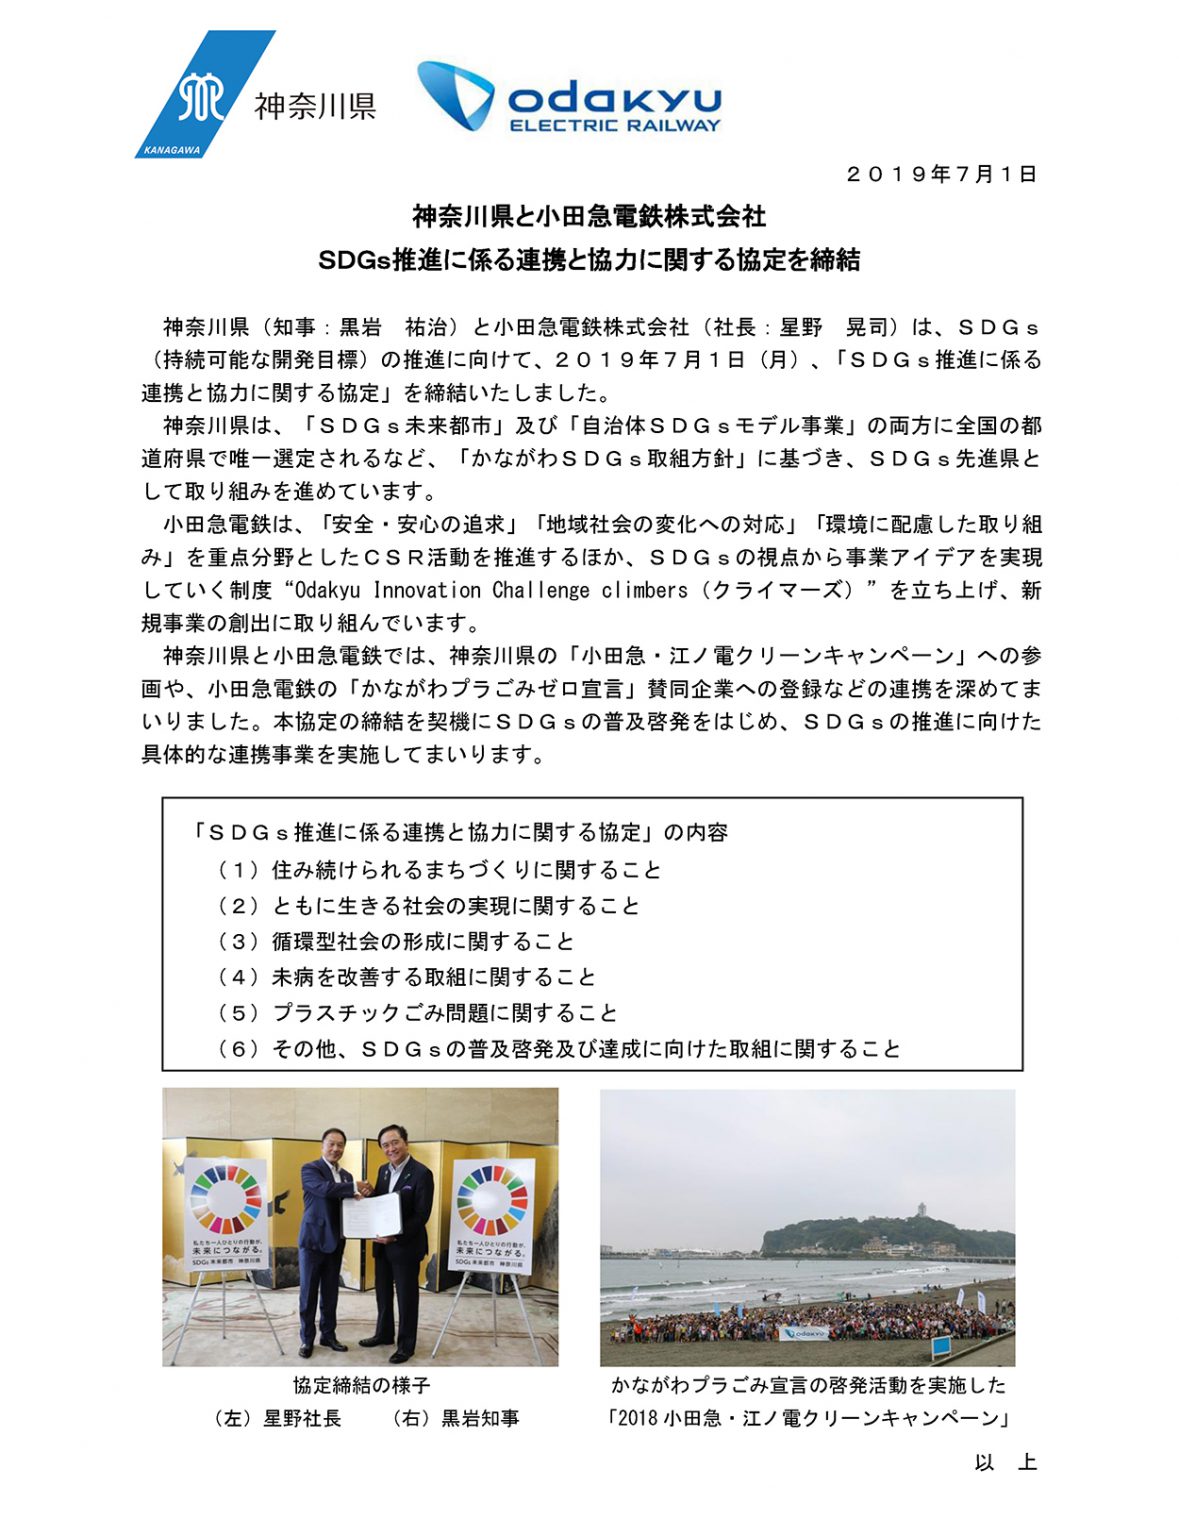 KANAGAWA
神奈川県
odakyu
ELECTRIC RAILWAY
２０１９年７月１日
神奈川県と小田急電鉄株式会社
SDGs推進に係る連携と協力に関する協定を締結
神奈川県（知事：黒岩　祐治）と小田急電鉄株式会社（社長：星野　晃司）は、ＳＤＧｓ
（持続可能な開発目標）の推進に向けて、２０１９年７月１日（月）、「ＳＤＧｓ推進に係る
連携と協力に関する協定」を締結いたしました。
神奈川県は、「ＳＤＧｓ未来都市」及び「自治体ＳＤＧｓモデル事業」の両方に全国の都
道府県で唯一選定されるなど、「かながわＳＤＧｓ取組方針」に基づき、ＳＤＧｓ先進県と
して取り組みを進めています。
小田急電鉄は、「安全・安心の追求」「地域社会の変化への対応」「環境に配慮した取り組
み」を重点分野としたＣＳＲ活動を推進するほか、ＳＤＧｓの視点から事業アイデアを実現
していく制度“Odakyu Innovation Challenge climbers（クライマーズ）”を立ち上げ、新
規事業の創出に取り組んでいます。
神奈川県と小田急電鉄では、神奈川県の「小田急・江ノ電クリーンキャンペーン」への参
画や、小田急電鉄の「かながわプラごみゼロ宣言」賛同企業への登録などの連携を深めてま
いりました。本協定の締結を契機にＳＤＧｓの普及啓発をはじめ、ＳＤＧｓの推進に向けた
具体的な連携事業を実施してまいります。
「ＳＤＧｓ推進に係る連携と協力に関する協定」の内容
（１）住み続けられるまちづくりに関すること
（２）ともに生きる社会の実現に関すること
（３）循環型社会の形成に関すること
（４）未病を改善する取組に関すること
（５）プラスチックごみ問題に関すること
（６）その他、ＳＤＧｓの普及啓発及び達成に向けた取組に関すること
私たち一人ひとりの行動が、
未来につながる。
SDGs未来都市　神奈川県
私たち一人ひとりの行動が、
未来につながる。
SDGs未来都市　神奈川県
odakyu
協定締結の様子
（左）星野社長　　（右）黒岩知事
かながわプラごみ宣言の啓発活動を実施した
「2018 小田急・江ノ電クリーンキャンペーン」
以　上